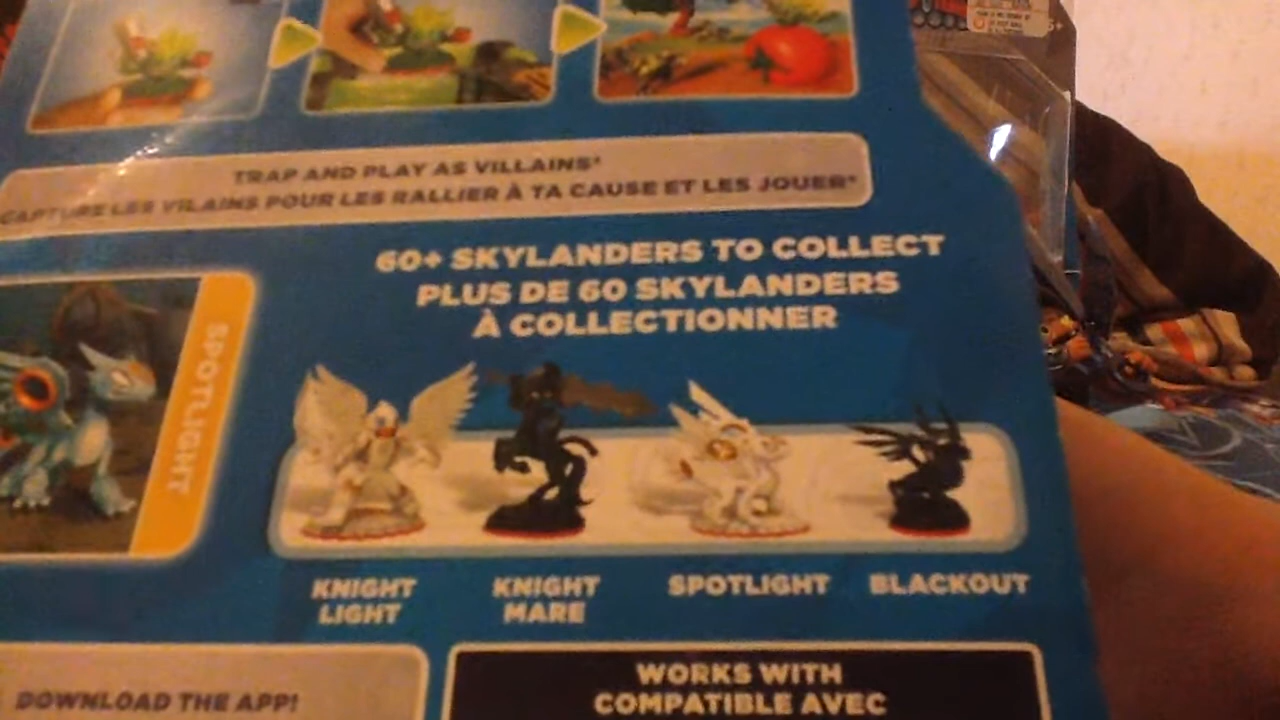 TRAP AND PLAY AS VILLAINS*
CAPTURE LES VILAINS POUR LES RALLIER À TA CAUSE ET LES JOUER*
60+ SKYLANDERS TO COLLECT
PLUS DE 60 SKYLANDERS
À COLLECTIONNER
SPOTLIGHT
KNIGHT
LIGHT
KNIGHT
MARE
SPOTLIGHT
BLACKOUT
DOWNLOAD THE APP!
WORKS WITH
COMPATIBLE AVEC